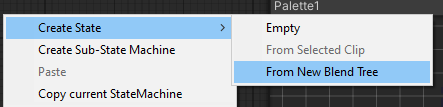 Palette1
Create State
Create Sub-State Machine
Paste
Copy current StateMachine
Empty
From Selected Clip
From New Blend Tree